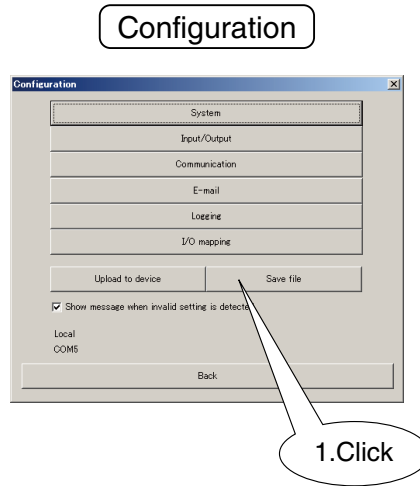 Configuration
Configuration
System
Input/Output
Communication
E-mail
Logging
I/O mapping
Upload to device
Save file
Show message when invalid setting is detecte
Local
COM5
Back
1.Click